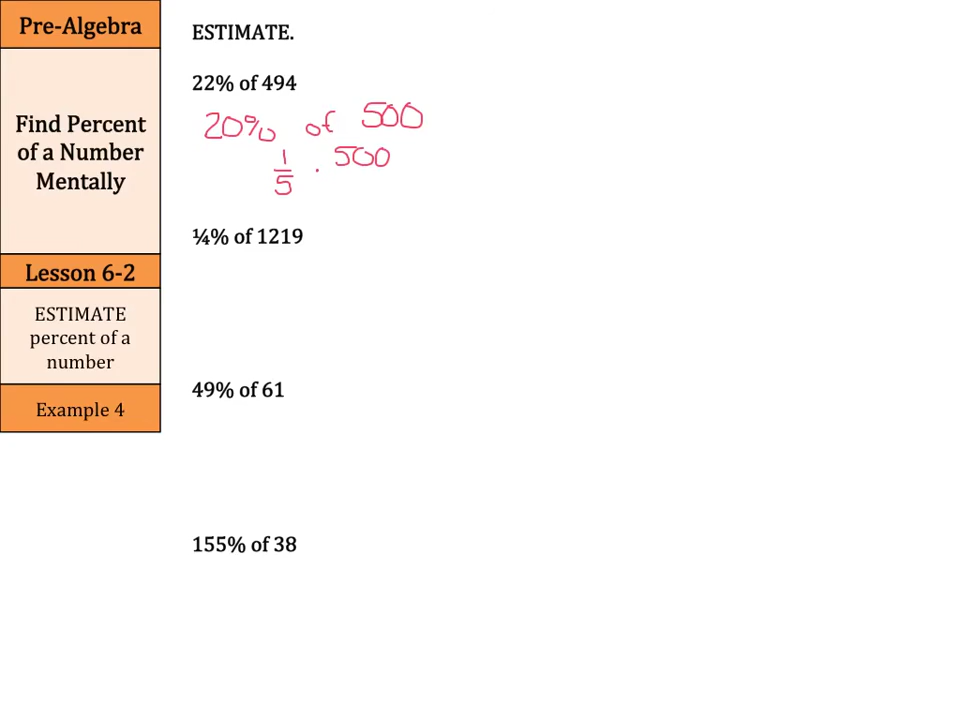 Pre-Algebra
Find Percent
of a Number
Mentally
Lesson 6-2
ESTIMATE
percent of a
number
Example 4
ESTIMATE.
22% of 494
20% of 500
1/5 · 500
¼% of 1219
49% of 61
155% of 38